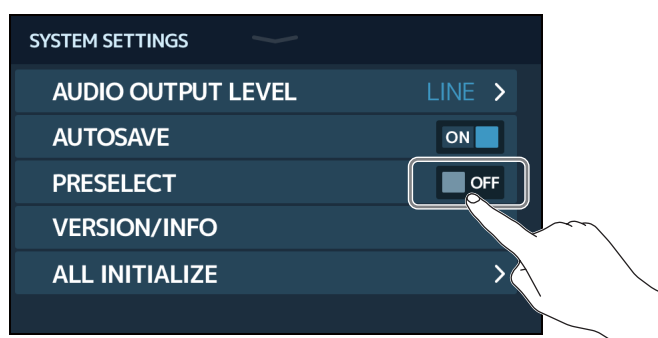 SYSTEM SETTINGS
AUDIO OUTPUT LEVEL LINE >
AUTOSAVE ON
PRESELECT OFF
VERSION/INFO
ALL INITIALIZE >